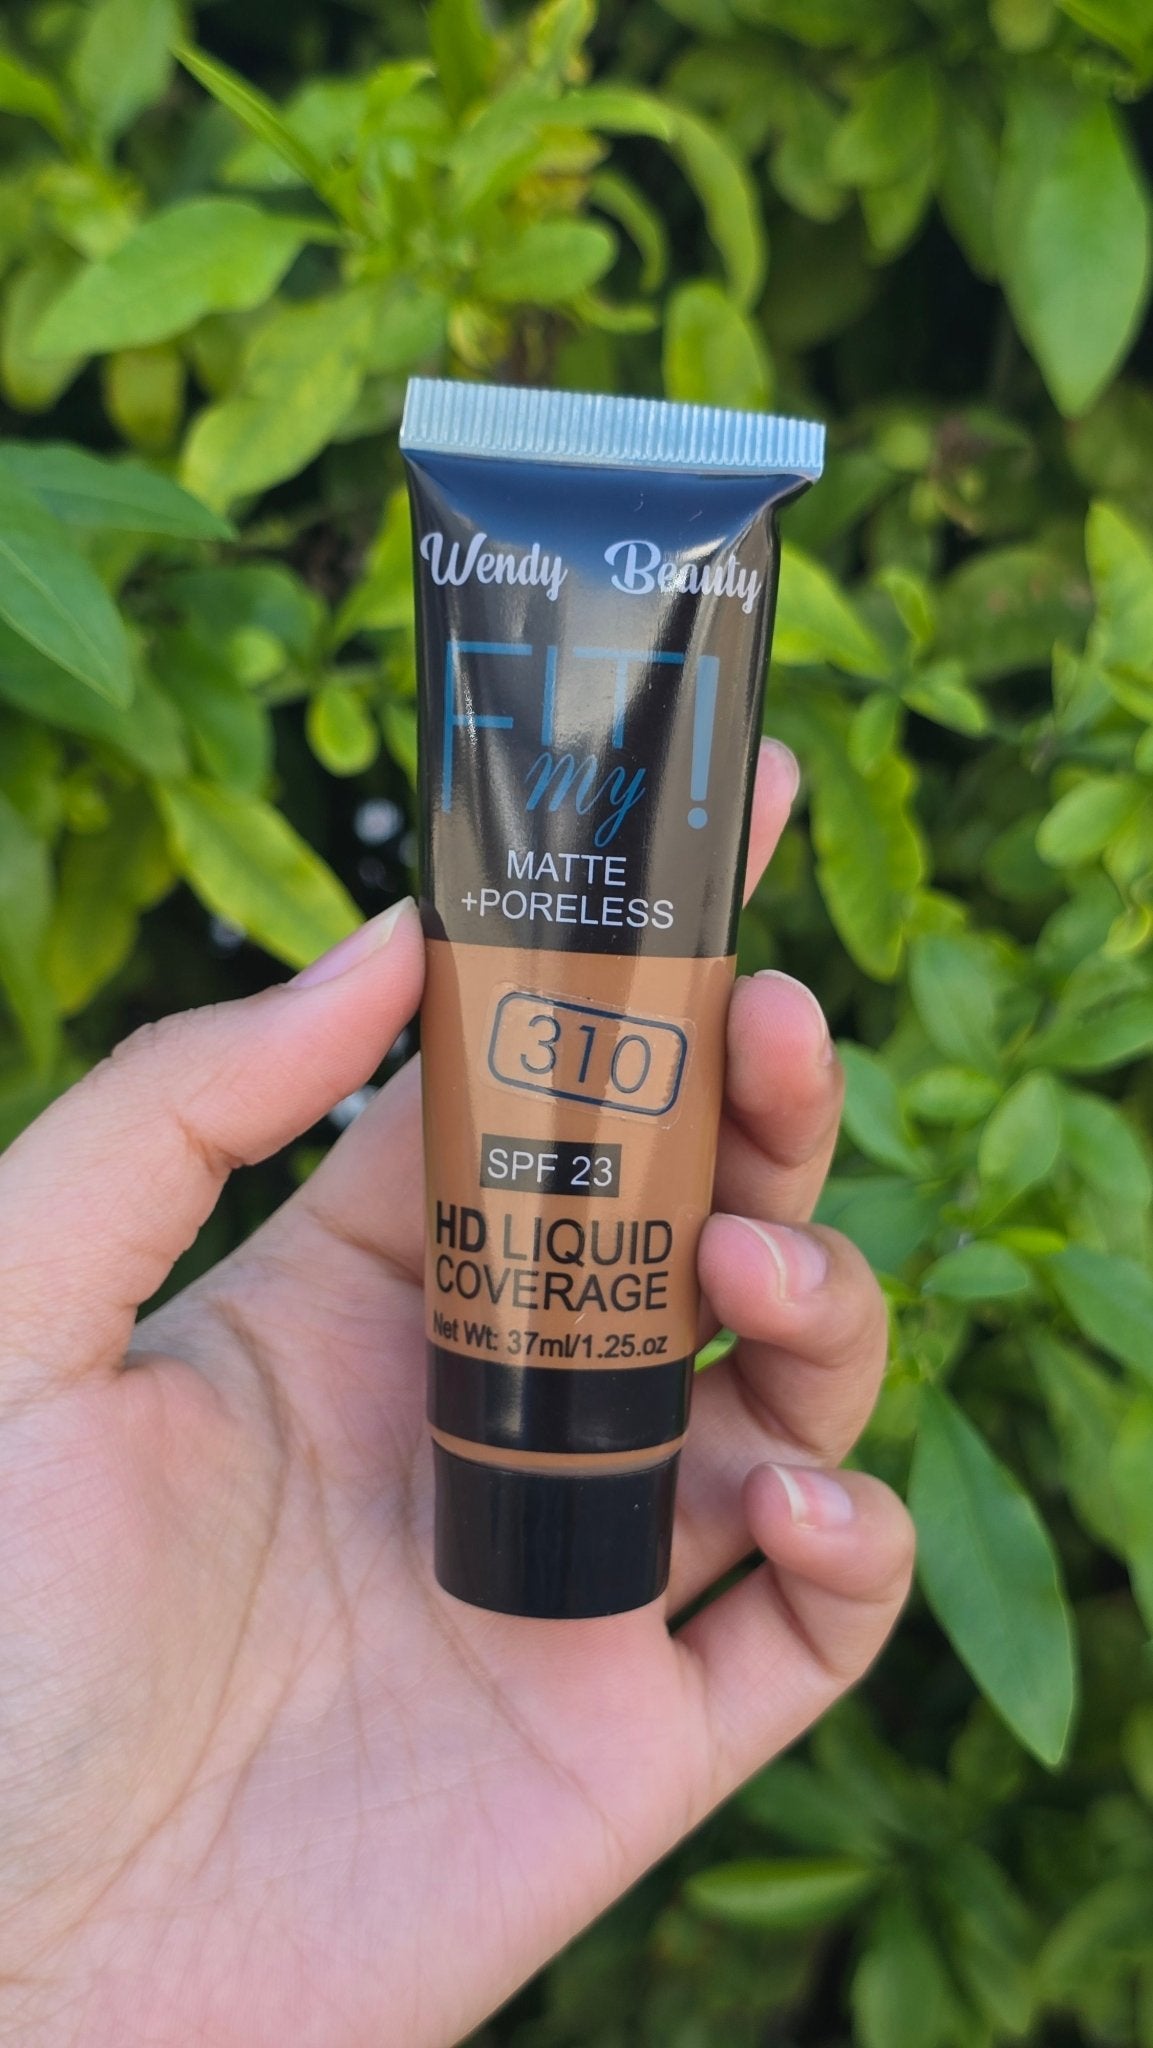 Wendy Beauty
FIT!
my
MATTE
+PORELESS
310
SPF 23
HD LIQUID
COVERAGE
Net Wt: 37ml/1.25.oz